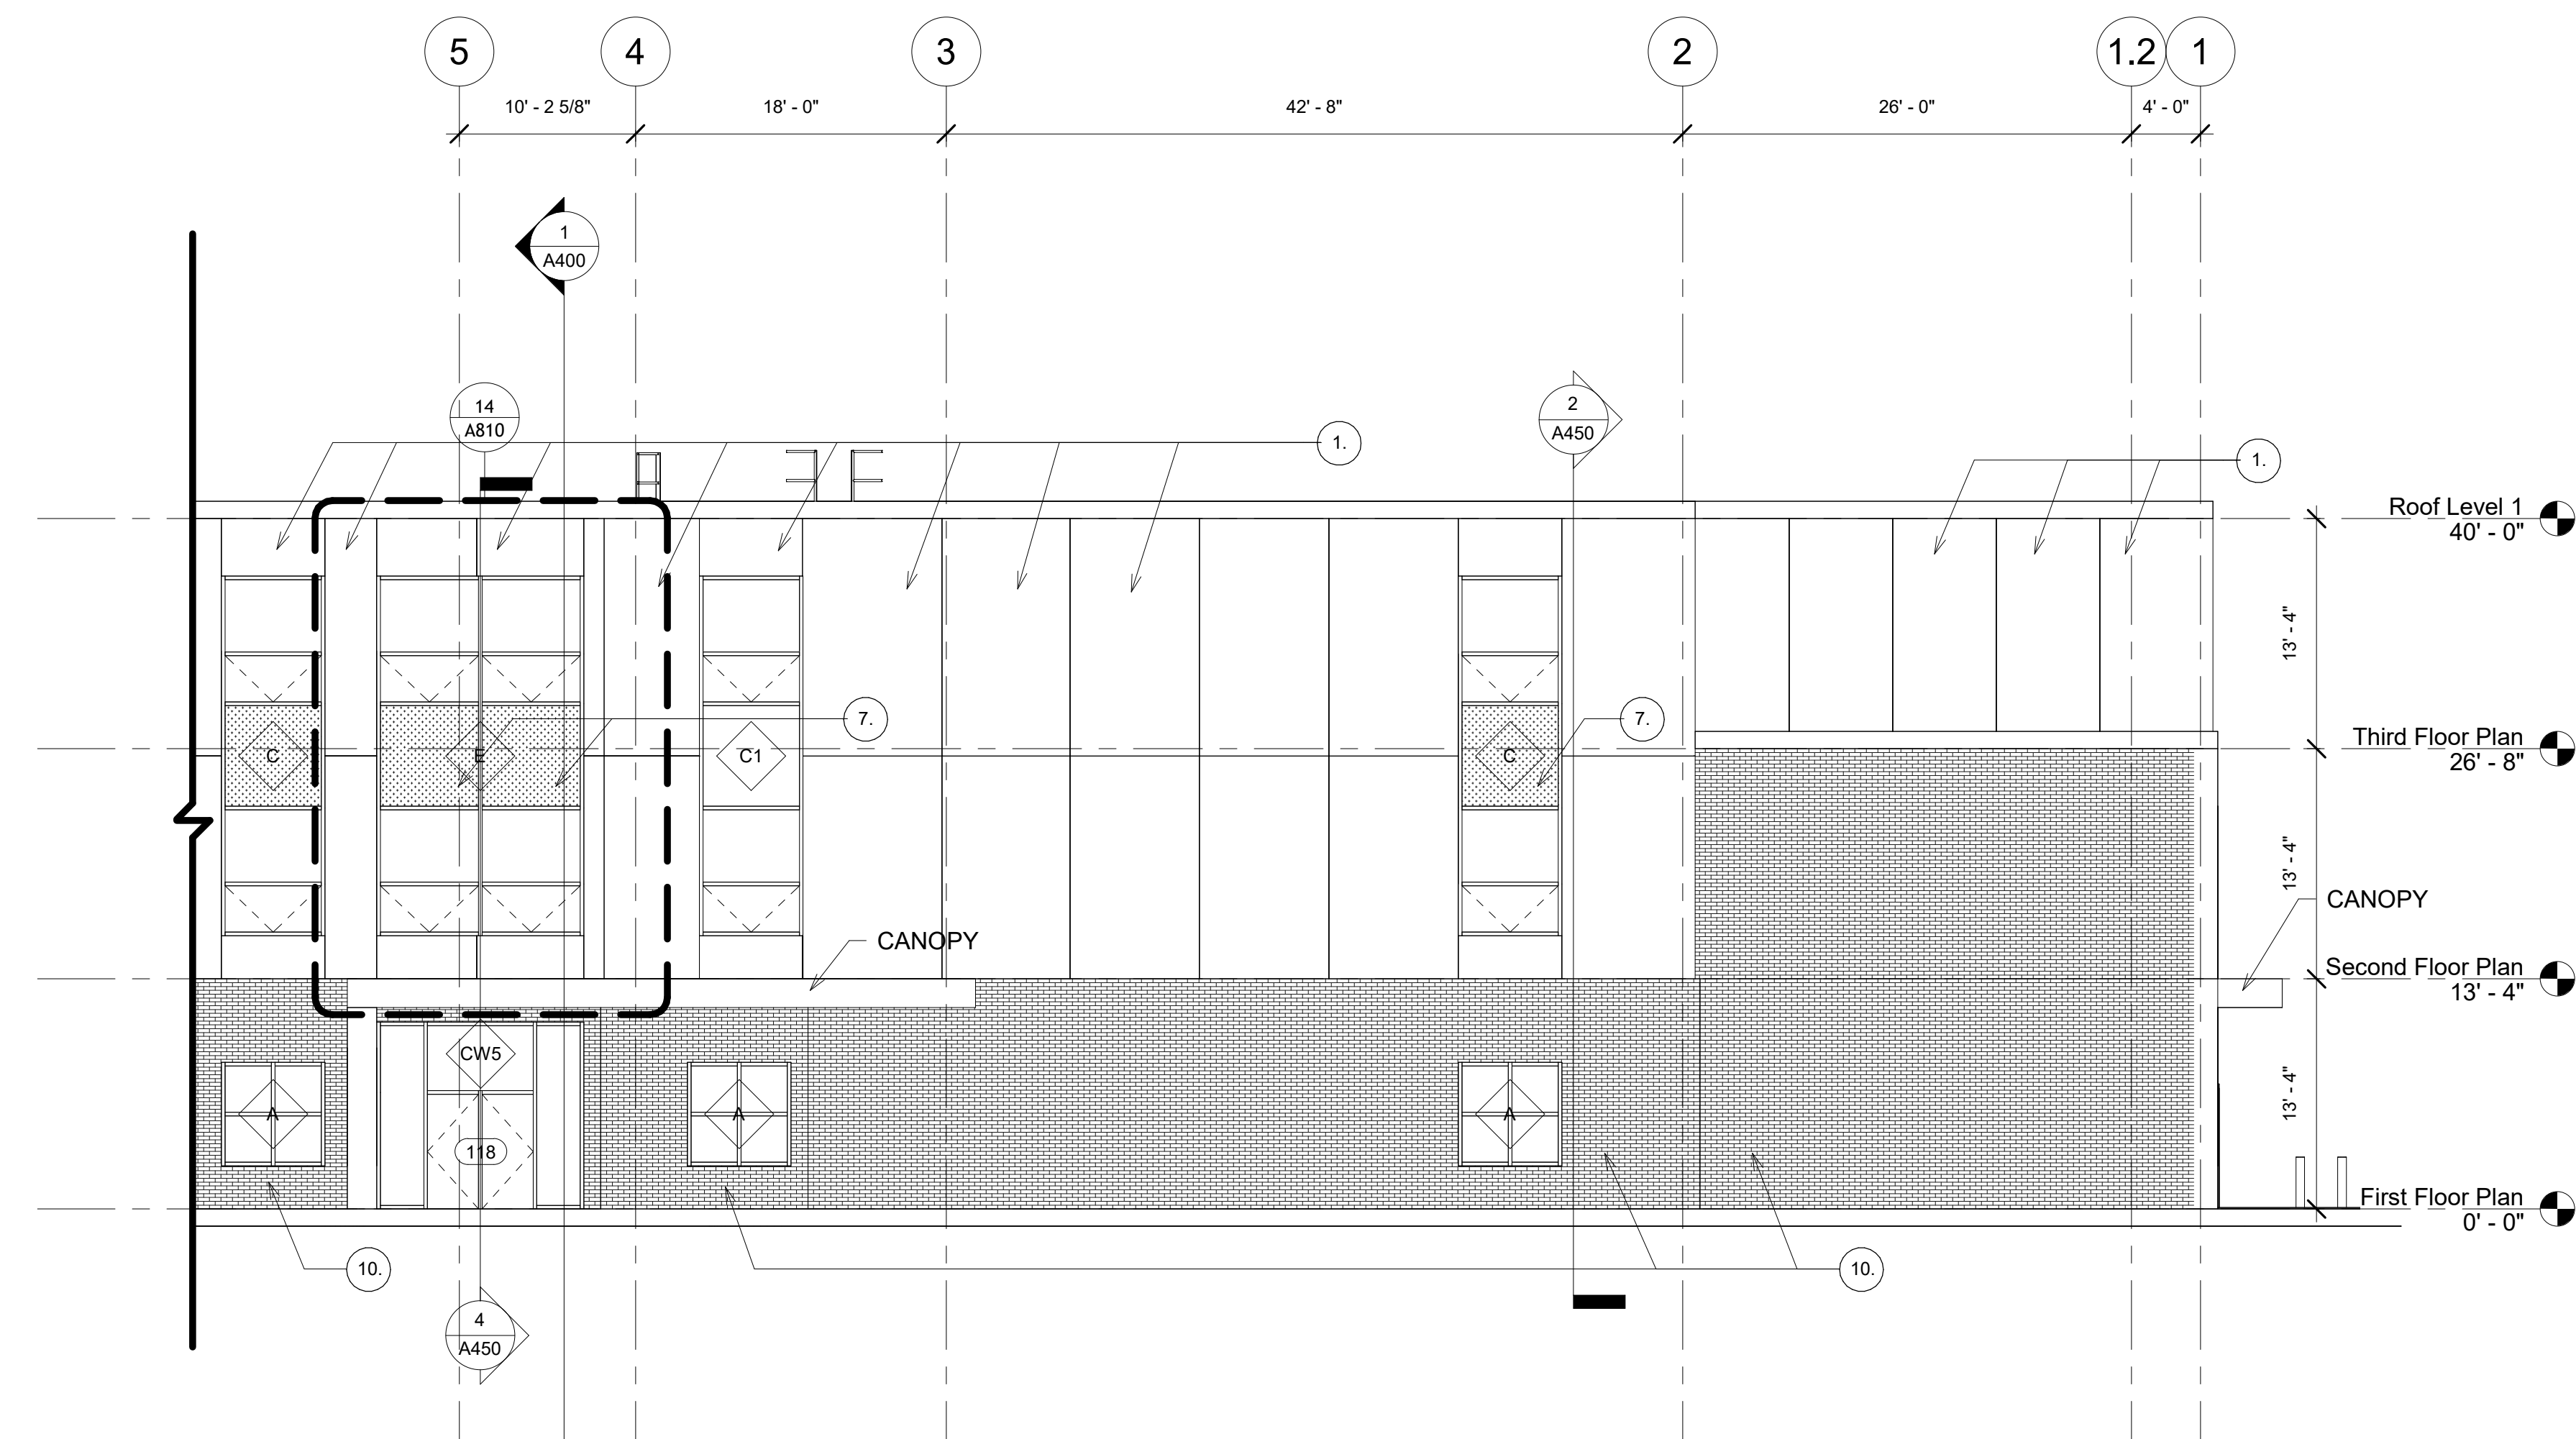 5
4
3
2
1.2
1
10' - 2 5/8"
18' - 0"
42' - 8"
26' - 0"
4' - 0"
1
A400
14
A810
2
A450
1.
1.
Roof Level 1
40' - 0"
13' - 4"
7.
7.
C
E
C1
C
Third Floor Plan
26' - 8"
13' - 4"
CANOPY
CANOPY
Second Floor Plan
13' - 4"
CW5
A
A
A
13' - 4"
118
First Floor Plan
0' - 0"
10.
10.
4
A450